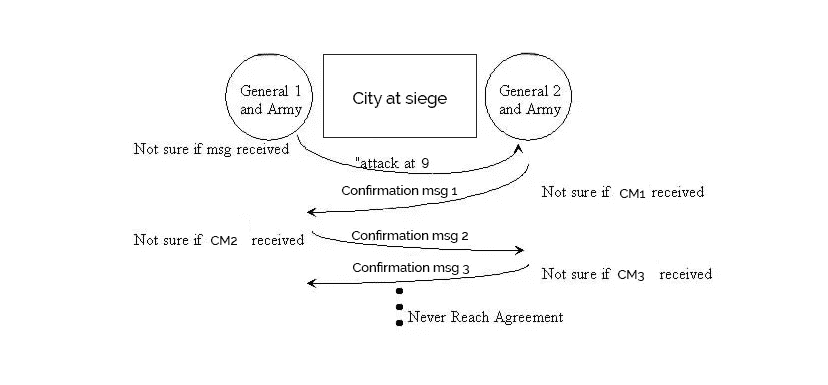 General 1
and Army
City at siege
General 2
and Army
Not sure if msg received
"attack at 9
Confirmation msg 1
Not sure if CM1 received
Confirmation msg 2
Not sure if CM2 received
Confirmation msg 3
Not sure if CM3 received
Never Reach Agreement